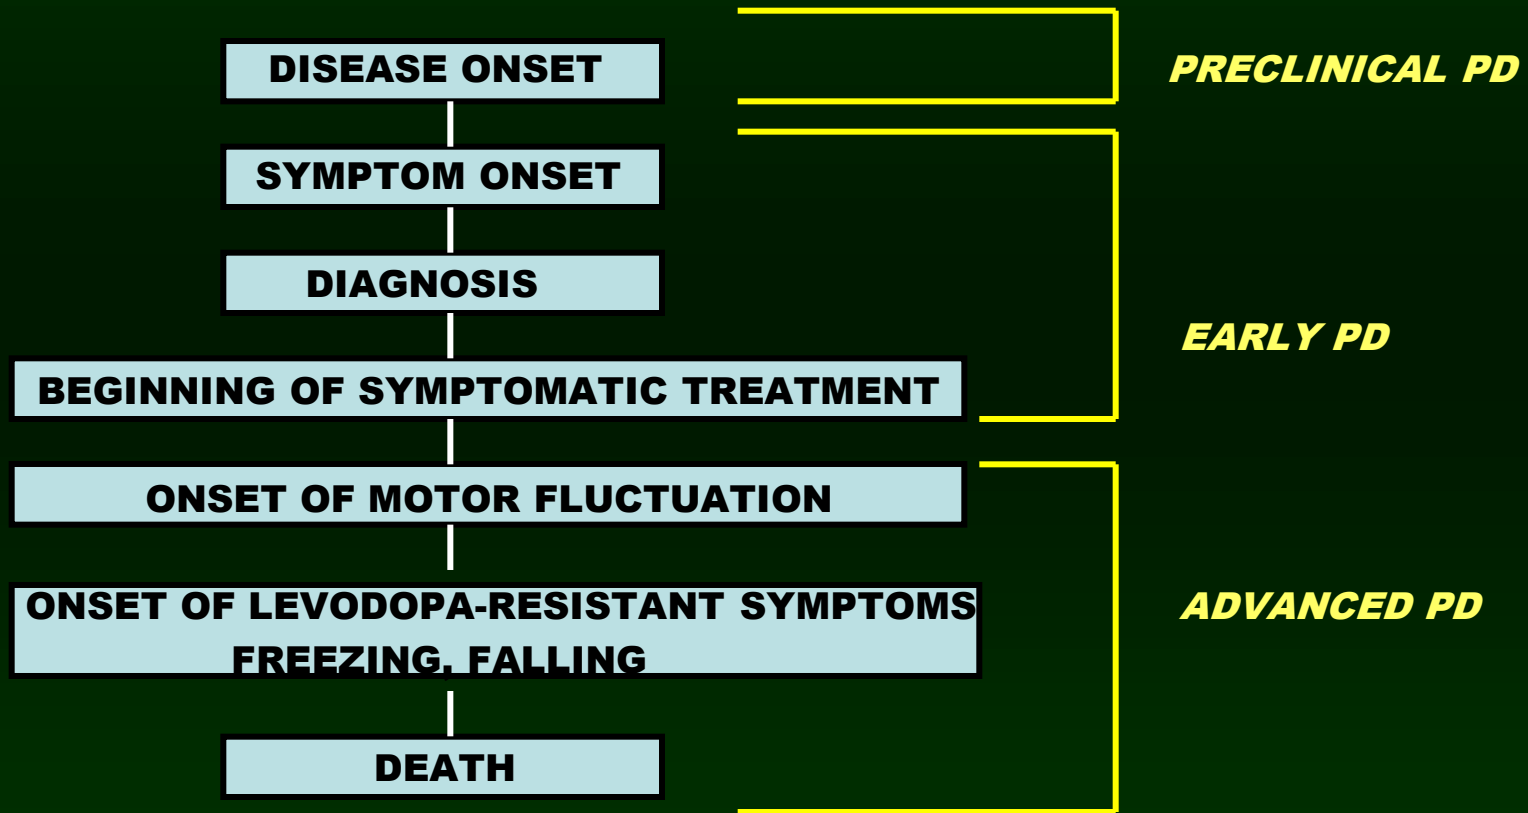 DISEASE ONSET
PRECLINICAL PD
SYMPTOM ONSET
DIAGNOSIS
EARLY PD
BEGINNING OF SYMPTOMATIC TREATMENT
ONSET OF MOTOR FLUCTUATION
ONSET OF LEVODOPA-RESISTANT SYMPTOMS
FREEZING, FALLING
ADVANCED PD
DEATH